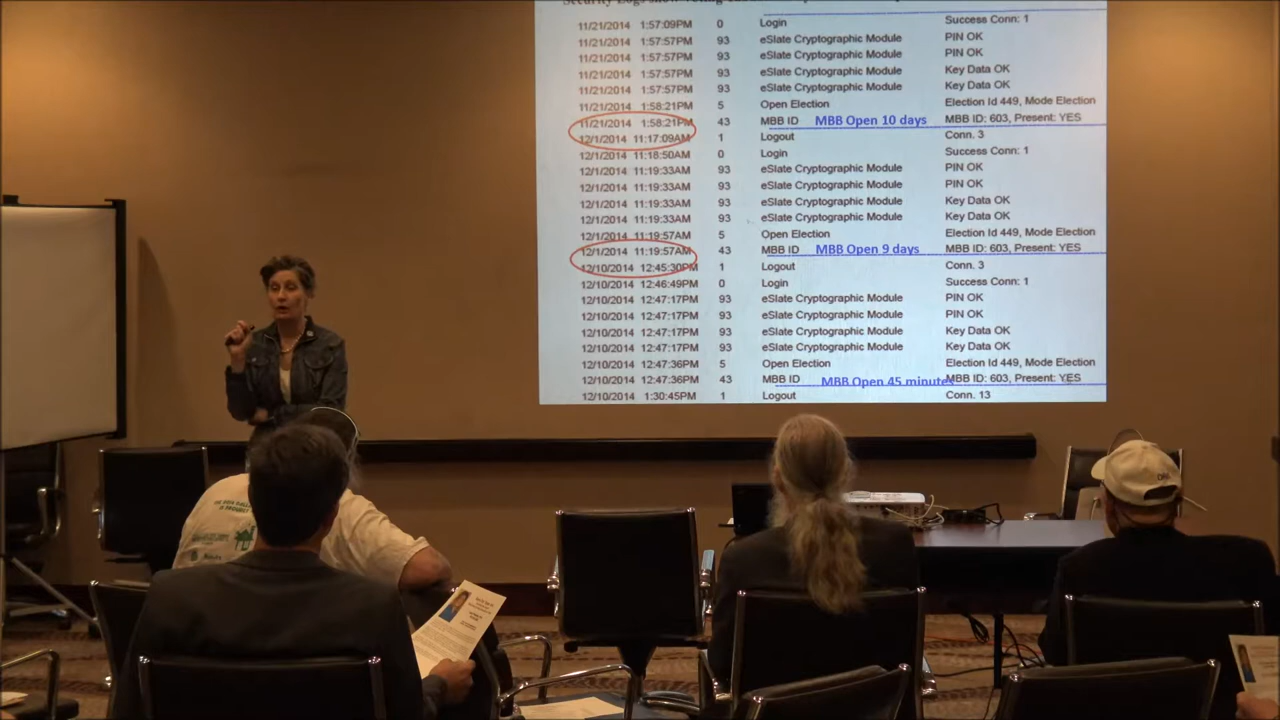 Security Logs show voting
11/21/2014 1:57:09PM 0 Login Success Conn: 1
11/21/2014 1:57:57PM 93 eSlate Cryptographic Module PIN OK
11/21/2014 1:57:57PM 93 eSlate Cryptographic Module PIN OK
11/21/2014 1:57:57PM 93 eSlate Cryptographic Module Key Data OK
11/21/2014 1:57:57PM 93 eSlate Cryptographic Module Key Data OK
11/21/2014 1:58:21PM 5 Open Election Election Id 449, Mode Election
11/21/2014 1:58:21PM 43 MBB ID MBB Open 10 days MBB ID: 603, Present: YES
12/1/2014 11:17:09AM 1 Logout Conn. 3
12/1/2014 11:18:50AM 0 Login Success Conn: 1
12/1/2014 11:19:33AM 93 eSlate Cryptographic Module PIN OK
12/1/2014 11:19:33AM 93 eSlate Cryptographic Module PIN OK
12/1/2014 11:19:33AM 93 eSlate Cryptographic Module Key Data OK
12/1/2014 11:19:33AM 93 eSlate Cryptographic Module Key Data OK
12/1/2014 11:19:57AM 5 Open Election Election Id 449, Mode Election
12/1/2014 11:19:57AM 43 MBB ID MBB Open 9 days MBB ID: 603, Present: YES
12/10/2014 12:45:30PM 1 Logout Conn. 3
12/10/2014 12:46:49PM 0 Login Success Conn: 1
12/10/2014 12:47:17PM 93 eSlate Cryptographic Module PIN OK
12/10/2014 12:47:17PM 93 eSlate Cryptographic Module PIN OK
12/10/2014 12:47:17PM 93 eSlate Cryptographic Module Key Data OK
12/10/2014 12:47:17PM 93 eSlate Cryptographic Module Key Data OK
12/10/2014 12:47:36PM 5 Open Election Election Id 449, Mode Election
12/10/2014 12:47:36PM 43 MBB ID MBB Open 45 minutes MBB ID: 603, Present: YES
12/10/2014 1:30:45PM 1 Logout Conn. 13